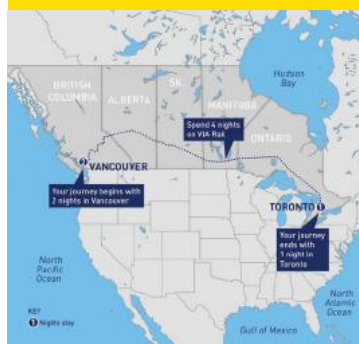 Hudson
Bay
BRITISH
COLUMBIA
ALBERTA
SK.
MANITOBA
ONTARIO
Spend 4 nights
on VIA Rail
2
VANCOUVER
Your journey begins with
2 nights in Vancouver
TORONTO 1
Your journey
ends with
1 night in
Toronto
North
Pacific
Ocean
North
Atlantic
Ocean
Gulf of Mexico
KEY
1 Nights stay